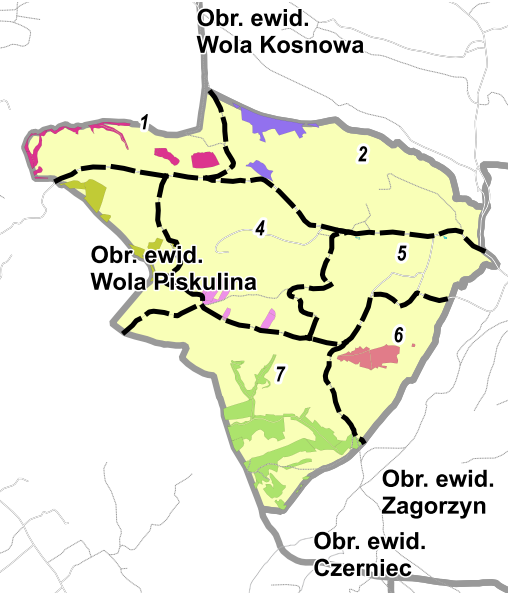 Obr. ewid.
Wola Kosnowa
1
2
4
5
Obr. ewid.
Wola Piskulina
6
7
Obr. ewid.
Zagorzyn
Obr. ewid.
Czerniec